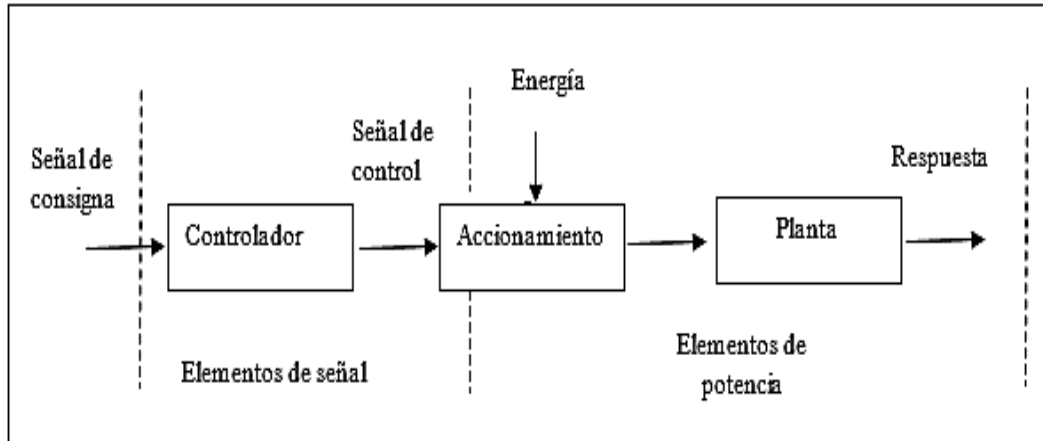 Energía
Señal de
control
Señal de
consigna
Respuesta
Controlador
Accionamiento
Planta
Elementos de señal
Elementos de
potencia